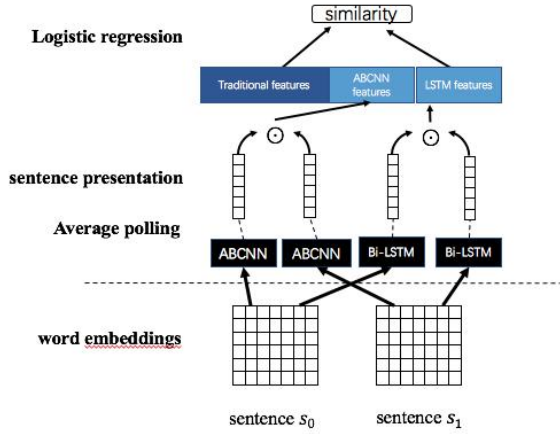 similarity
Logistic regression
Traditional features
ABCNN
features
LSTM features
sentence presentation
Average polling
ABCNN
ABCNN
Bi-LSTM
Bi-LSTM
word embeddings
sentence s₀
sentence s₁